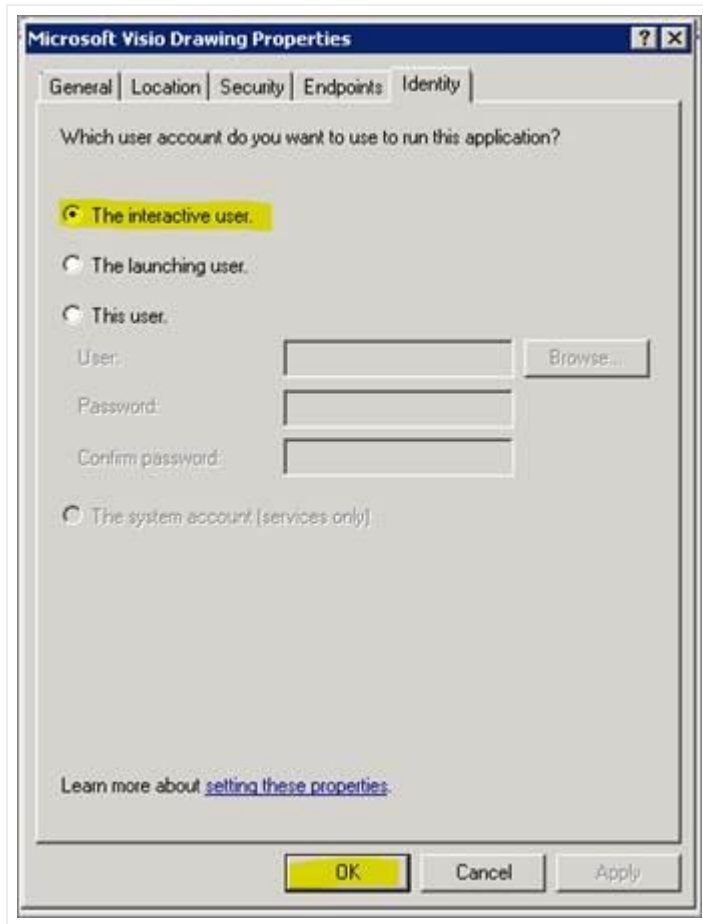 Microsoft Visio Drawing Properties
General Location Security Endpoints Identity
Which user account do you want to use to run this application?
The interactive user.
The launching user.
This user.
User: Browse...
Password:
Confirm password:
The system account (services only)
Learn more about setting these properties.
OK Cancel Apply